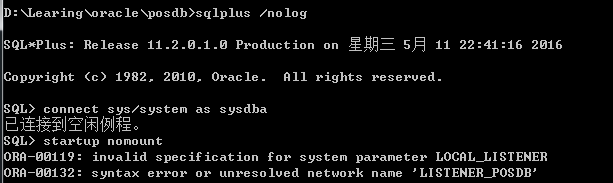 D:\Learing\oracle\posdb>sqlplus /nolog
SQL*Plus: Release 11.2.0.1.0 Production on 星期三 5月 11 22:41:16 2016
Copyright (c) 1982, 2010, Oracle.  All rights reserved.
SQL> connect sys/system as sysdba
已连接到空闲例程。
SQL> startup nomount
ORA-00119: invalid specification for system parameter LOCAL_LISTENER
ORA-00132: syntax error or unresolved network name 'LISTENER_POSDB'